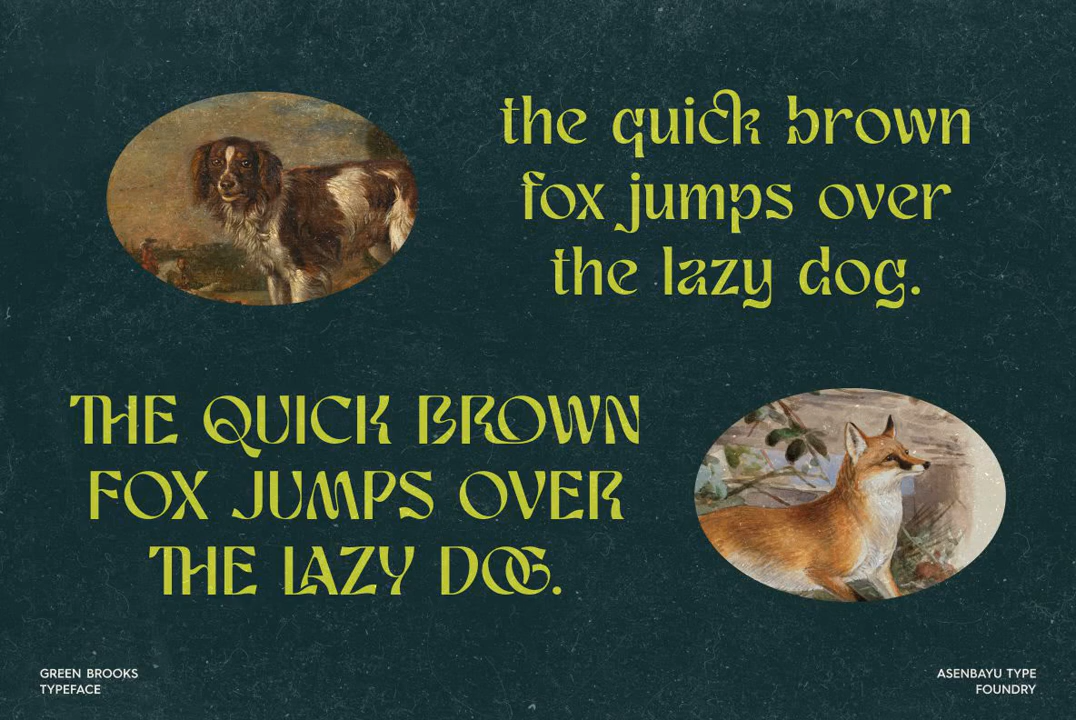 the quick brown
fox jumps over
the lazy dog.
THE QUICK BROWN
FOX JUMPS OVER
THE LAZY DOG.
GREEN BROOKS
TYPEFACE
ASENBAYU TYPE
FOUNDRY